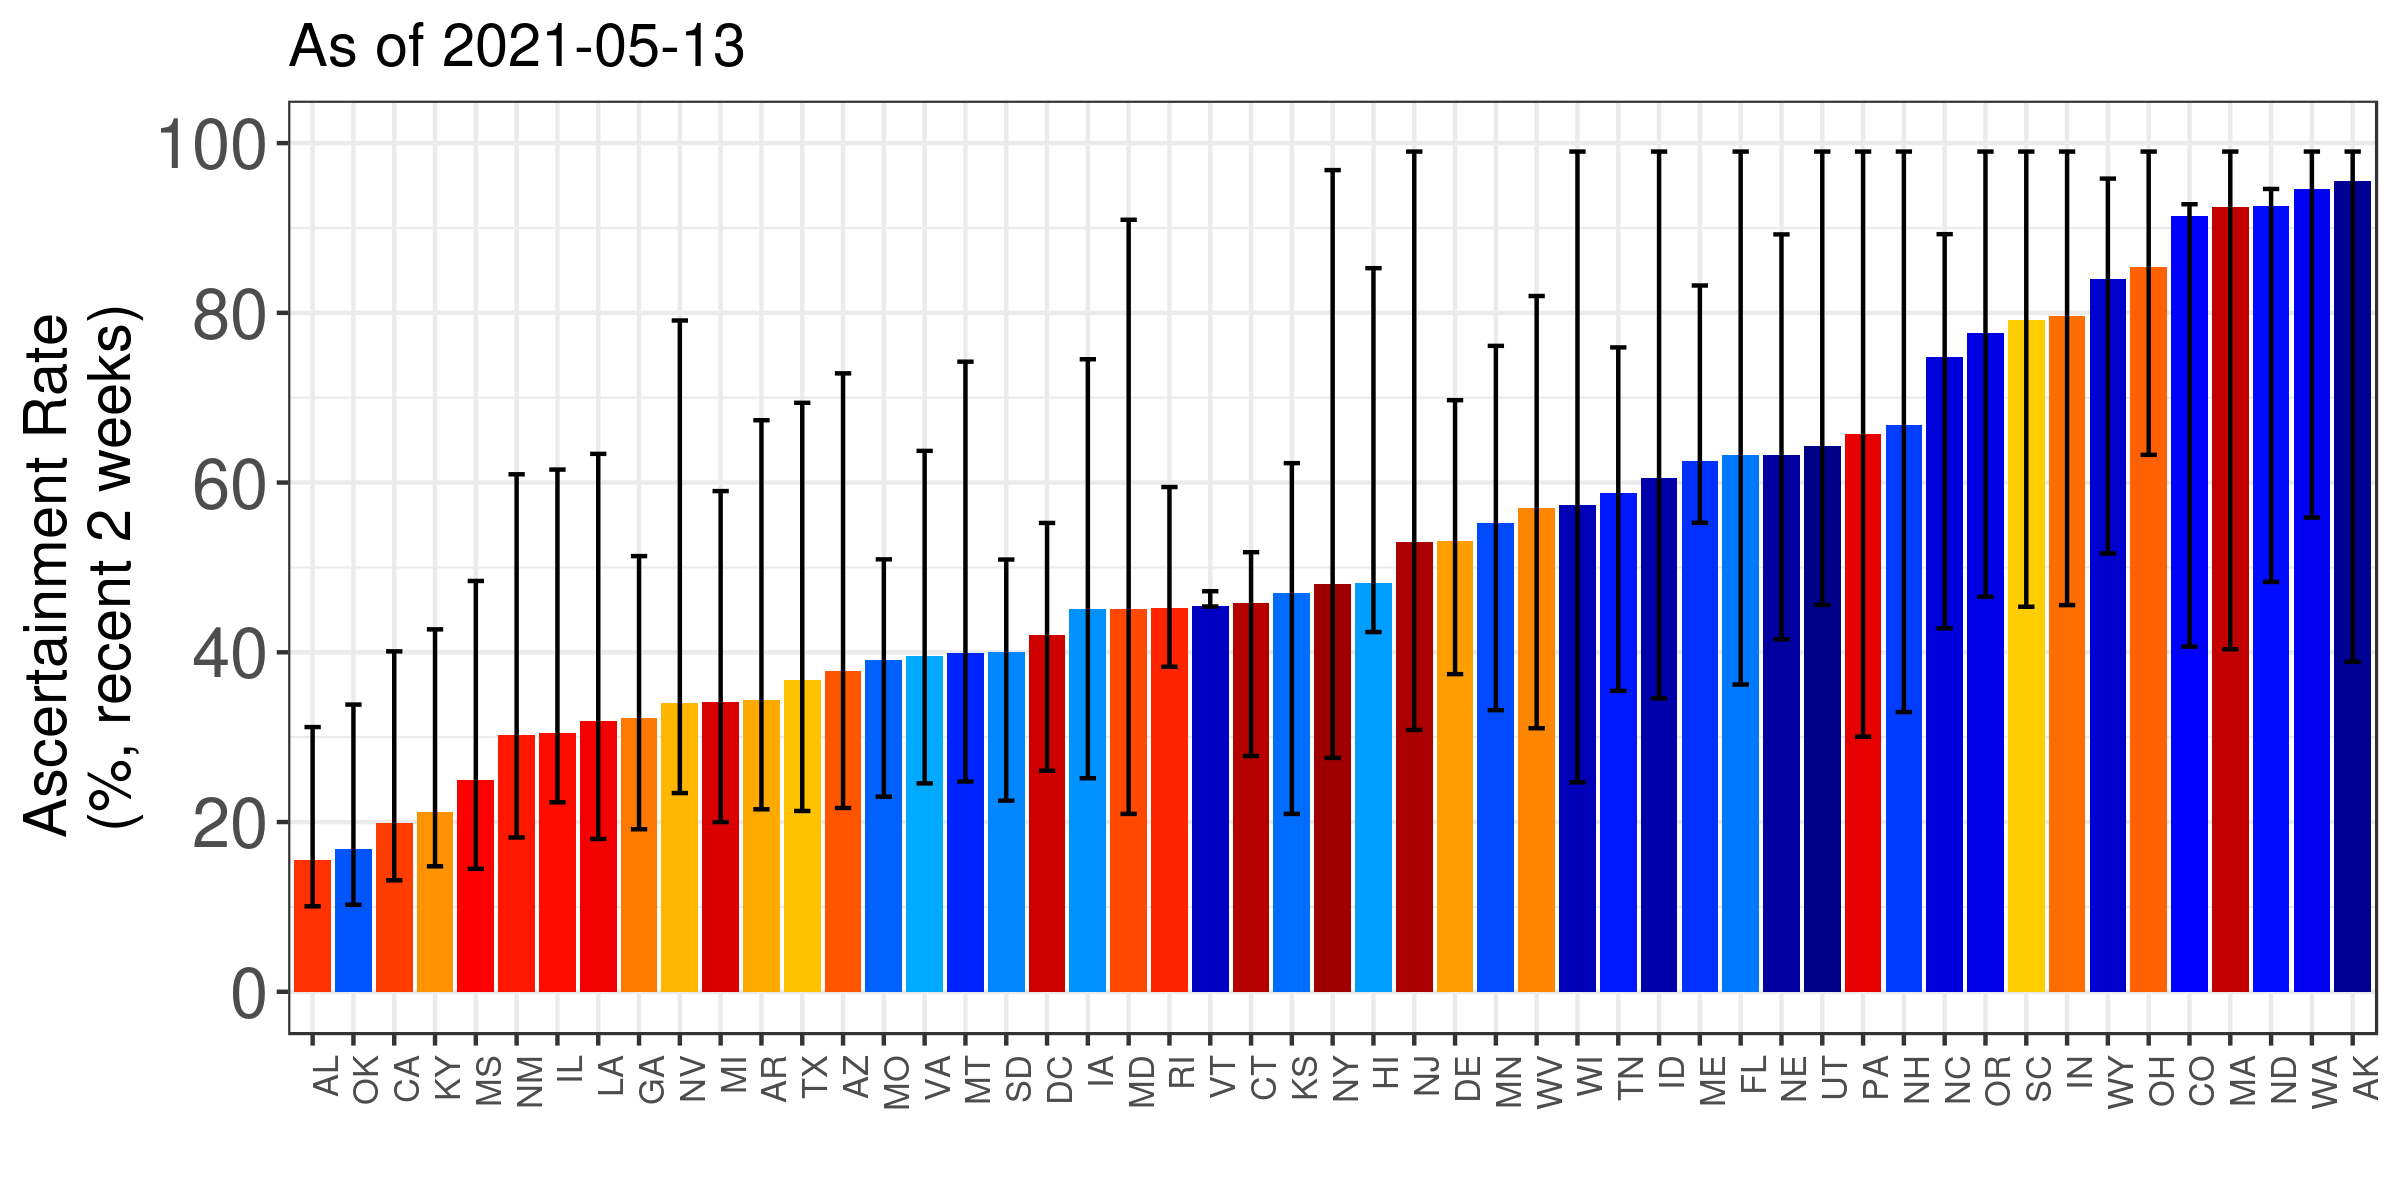 As of 2021-05-13
Ascertainment Rate
(%, recent 2 weeks)
100
80
60
40
20
0
AL OK CA KY MS NM IL LA GA NV MI AR TX AZ MO VA MT SD DC IA MD RI VT CT KS NY HI NJ DE MN WV WI TN ID ME FL NE UT PA NH NC OR SC IN WY OH CO MA ND WA AK